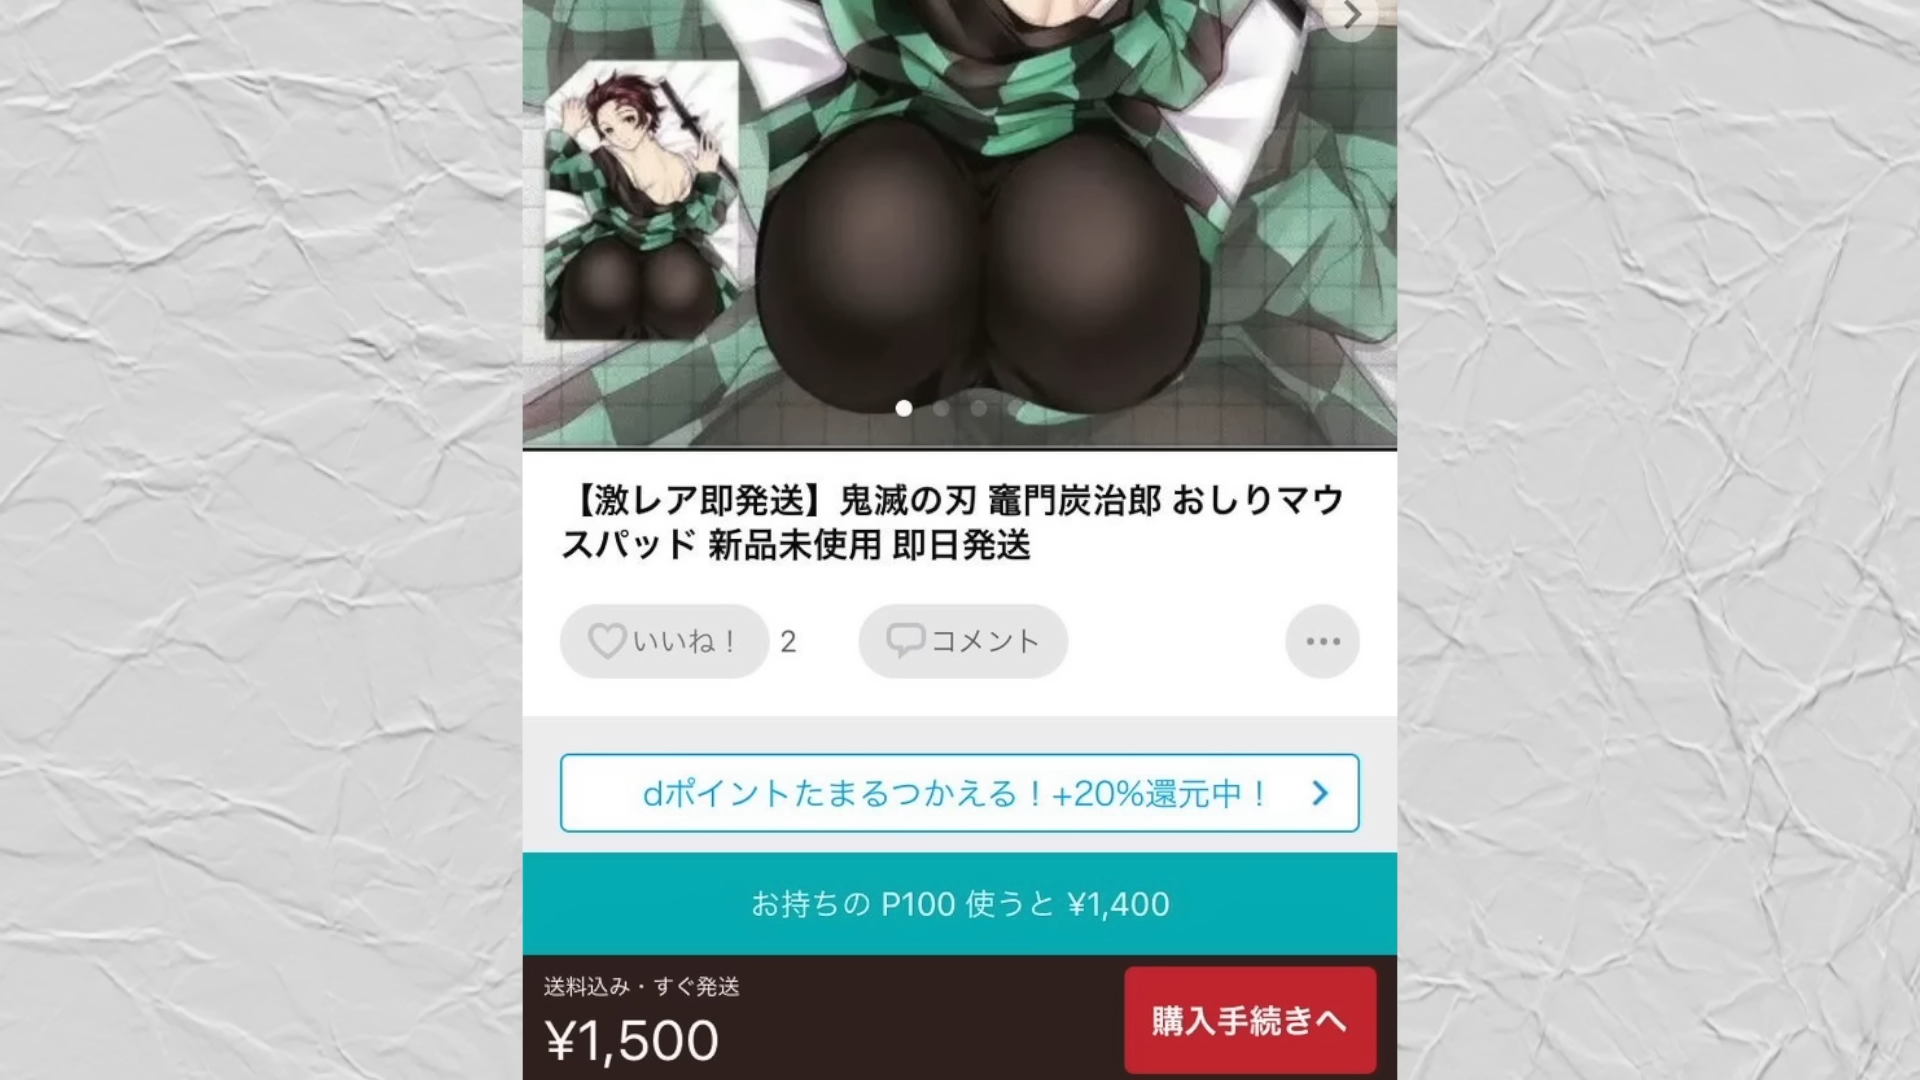 【激レア即発送】鬼滅の刃 竈門炭治郎 おしりマウ
スパッド 新品未使用 即日発送
いいね！ 2 コメント
dポイントたまるつかえる！+20%還元中！
お持ちの P100 使うと ¥1,400
送料込み・すぐ発送
¥1,500
購入手続きへ